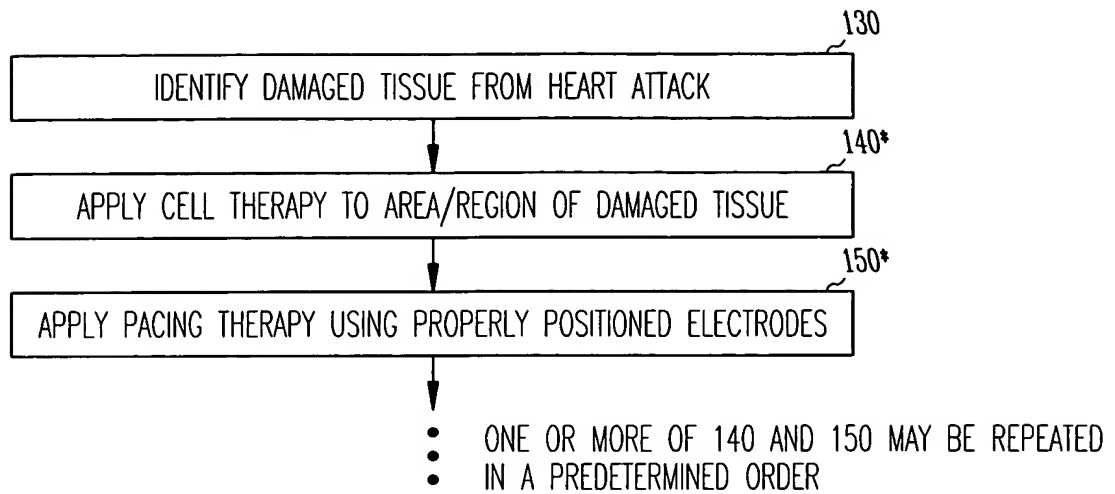 130
IDENTIFY DAMAGED TISSUE FROM HEART ATTACK
140*
APPLY CELL THERAPY TO AREA/REGION OF DAMAGED TISSUE
150*
APPLY PACING THERAPY USING PROPERLY POSITIONED ELECTRODES
ONE OR MORE OF 140 AND 150 MAY BE REPEATED
IN A PREDETERMINED ORDER